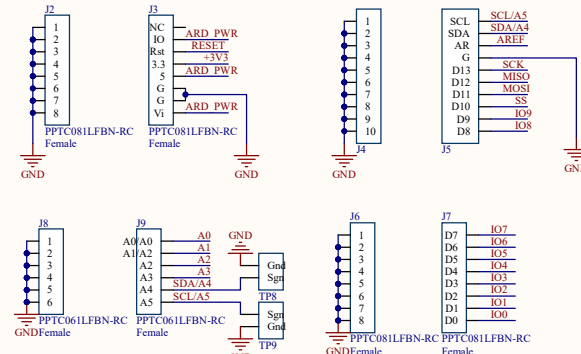 J2
1
2
3
4
5
6
7
8
PPTC081LFBN-RC
Female
GND
J3
NC
IO ARD_PWR
Rst RESET
3.3 +3V3
5 ARD_PWR
G
G
Vi ARD_PWR
PPTC081LFBN-RC
Female
GND
1
2
3
4
5
6
7
8
9
10
J4
GND
SCL SCL/A5
SDA SDA/A4
AR AREF
G
D13 SCK
D12 MISO
D11 MOSI
D10 SS
D9 IO9
D8 IO8
J5
GND
J8
1
2
3
4
5
6
PPTC061LFBN-RC
GND Female
J9
A0/A0 A0
A1/A2 A1
A2 A2
A3 A3
A4 SDA/A4
A5 SCL/A5
PPTC061LFBN-RC
Female
GND
Gnd
Sgn
TP8
Sgn
Gnd
TP9
J6
1
2
3
4
5
6
7
8
PPTC081LFBN-RC
GND Female
J7
D7 IO7
D6 IO6
D5 IO5
D4 IO4
D3 IO3
D2 IO2
D1 IO1
D0 IO0
PPTC081LFBN-RC
Female